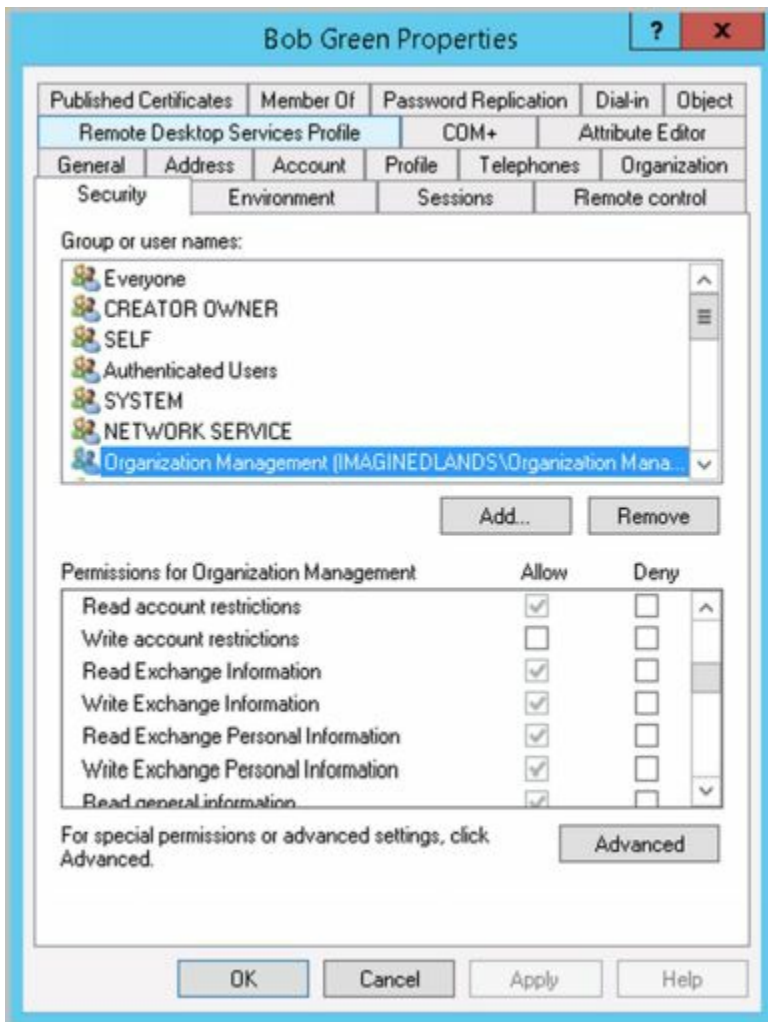 Bob Green Properties
?
x
Published Certificates Member Of Password Replication Dial-in Object
Remote Desktop Services Profile COM+ Attribute Editor
General Address Account Profile Telephones Organization
Security Environment Sessions Remote control
Group or user names:
Everyone
CREATOR OWNER
SELF
Authenticated Users
SYSTEM
NETWORK SERVICE
Organization Management (IMAGINEDLANDS\Organization Mana...
Add... Remove
Permissions for Organization Management Allow Deny
Read account restrictions
Write account restrictions
Read Exchange Information
Write Exchange Information
Read Exchange Personal Information
Write Exchange Personal Information
Read general information
For special permissions or advanced settings, click
Advanced.
Advanced
OK Cancel Apply Help